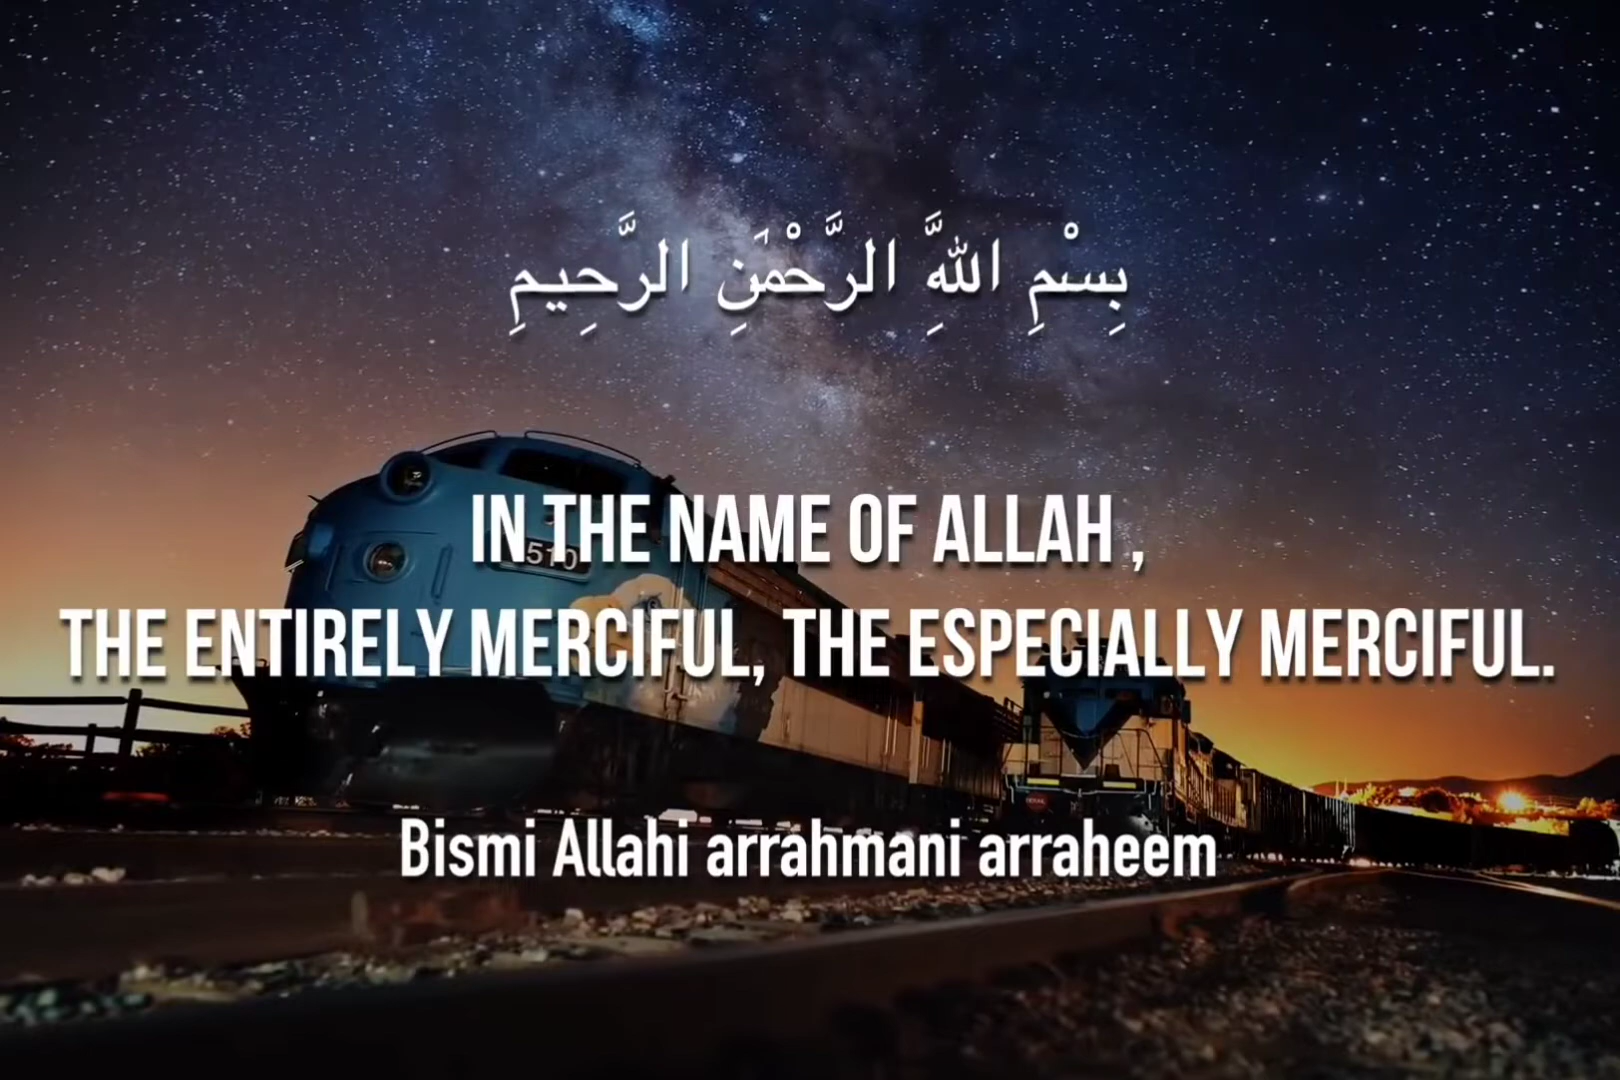 بِسْمِ اللَّهِ الرَّحْمَٰنِ الرَّحِيمِ
IN THE NAME OF ALLAH ,
510
THE ENTIRELY MERCIFUL, THE ESPECIALLY MERCIFUL.
Bismi Allahi arrahmani arraheem